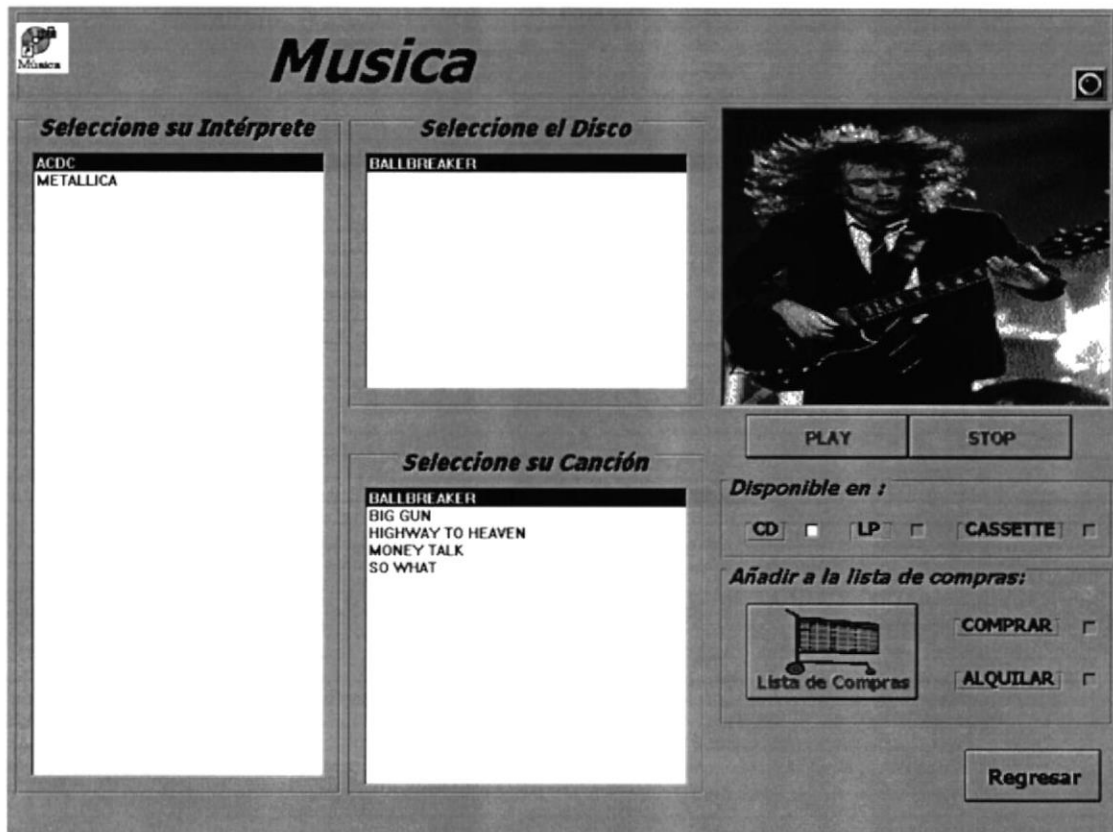 Música
Musica
Seleccione su Intérprete
ACDC
METALLICA
Seleccione el Disco
BALLBREAKER
Seleccione su Canción
BALLBREAKER
BIG GUN
HIGHWAY TO HEAVEN
MONEY TALK
SO WHAT
PLAY
STOP
Disponible en :
CD
LP
CASSETTE
Añadir a la lista de compras:
Lista de Compras
COMPRAR
ALQUILAR
Regresar